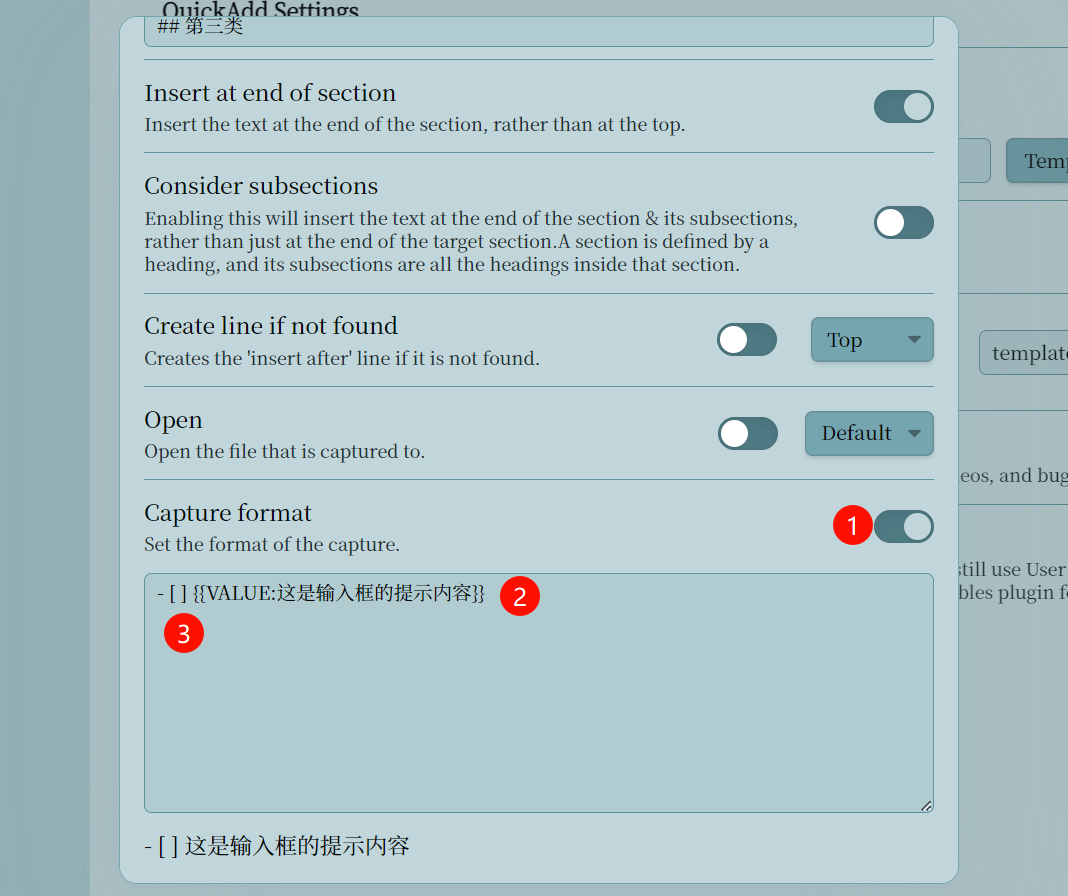 QuickAdd Settings
## 第三类
Insert at end of section
Insert the text at the end of the section, rather than at the top.
Temp
Consider subsections
Enabling this will insert the text at the end of the section & its subsections,
rather than just at the end of the target section.A section is defined by a
heading, and its subsections are all the headings inside that section.
Create line if not found
Creates the 'insert after' line if it is not found.
Top
template
Open
Open the file that is captured to.
Default
eos, and bug
Capture format
Set the format of the capture.
1
still use User
bles plugin fo
- [ ] {{VALUE:这是输入框的提示内容}}
2
3
- [ ] 这是输入框的提示内容